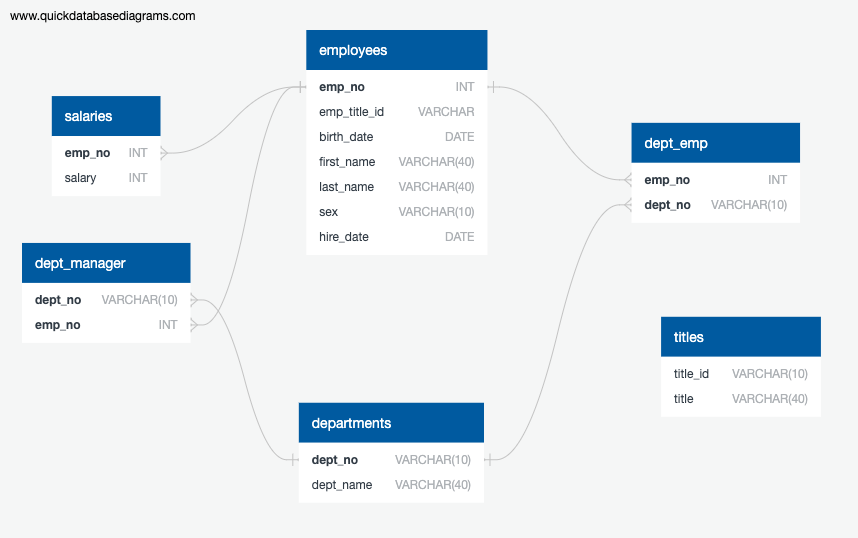 www.quickdatabasediagrams.com
employees
emp_no INT
emp_title_id VARCHAR
birth_date DATE
first_name VARCHAR(40)
last_name VARCHAR(40)
sex VARCHAR(10)
hire_date DATE
salaries
emp_no INT
salary INT
dept_emp
emp_no INT
dept_no VARCHAR(10)
dept_manager
dept_no VARCHAR(10)
emp_no INT
titles
title_id VARCHAR(10)
title VARCHAR(40)
departments
dept_no VARCHAR(10)
dept_name VARCHAR(40)